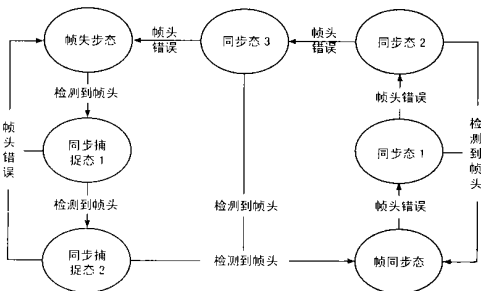 帧失步态
帧头
错误
同步态 3
帧头
错误
同步态 2
检测到帧头
帧头错误
帧头错误
同步捕
捉态 1
同步态 1
检测到帧头
检测到帧头
检测到帧头
帧头错误
同步捕
捉态 2
检测到帧头
帧同步态